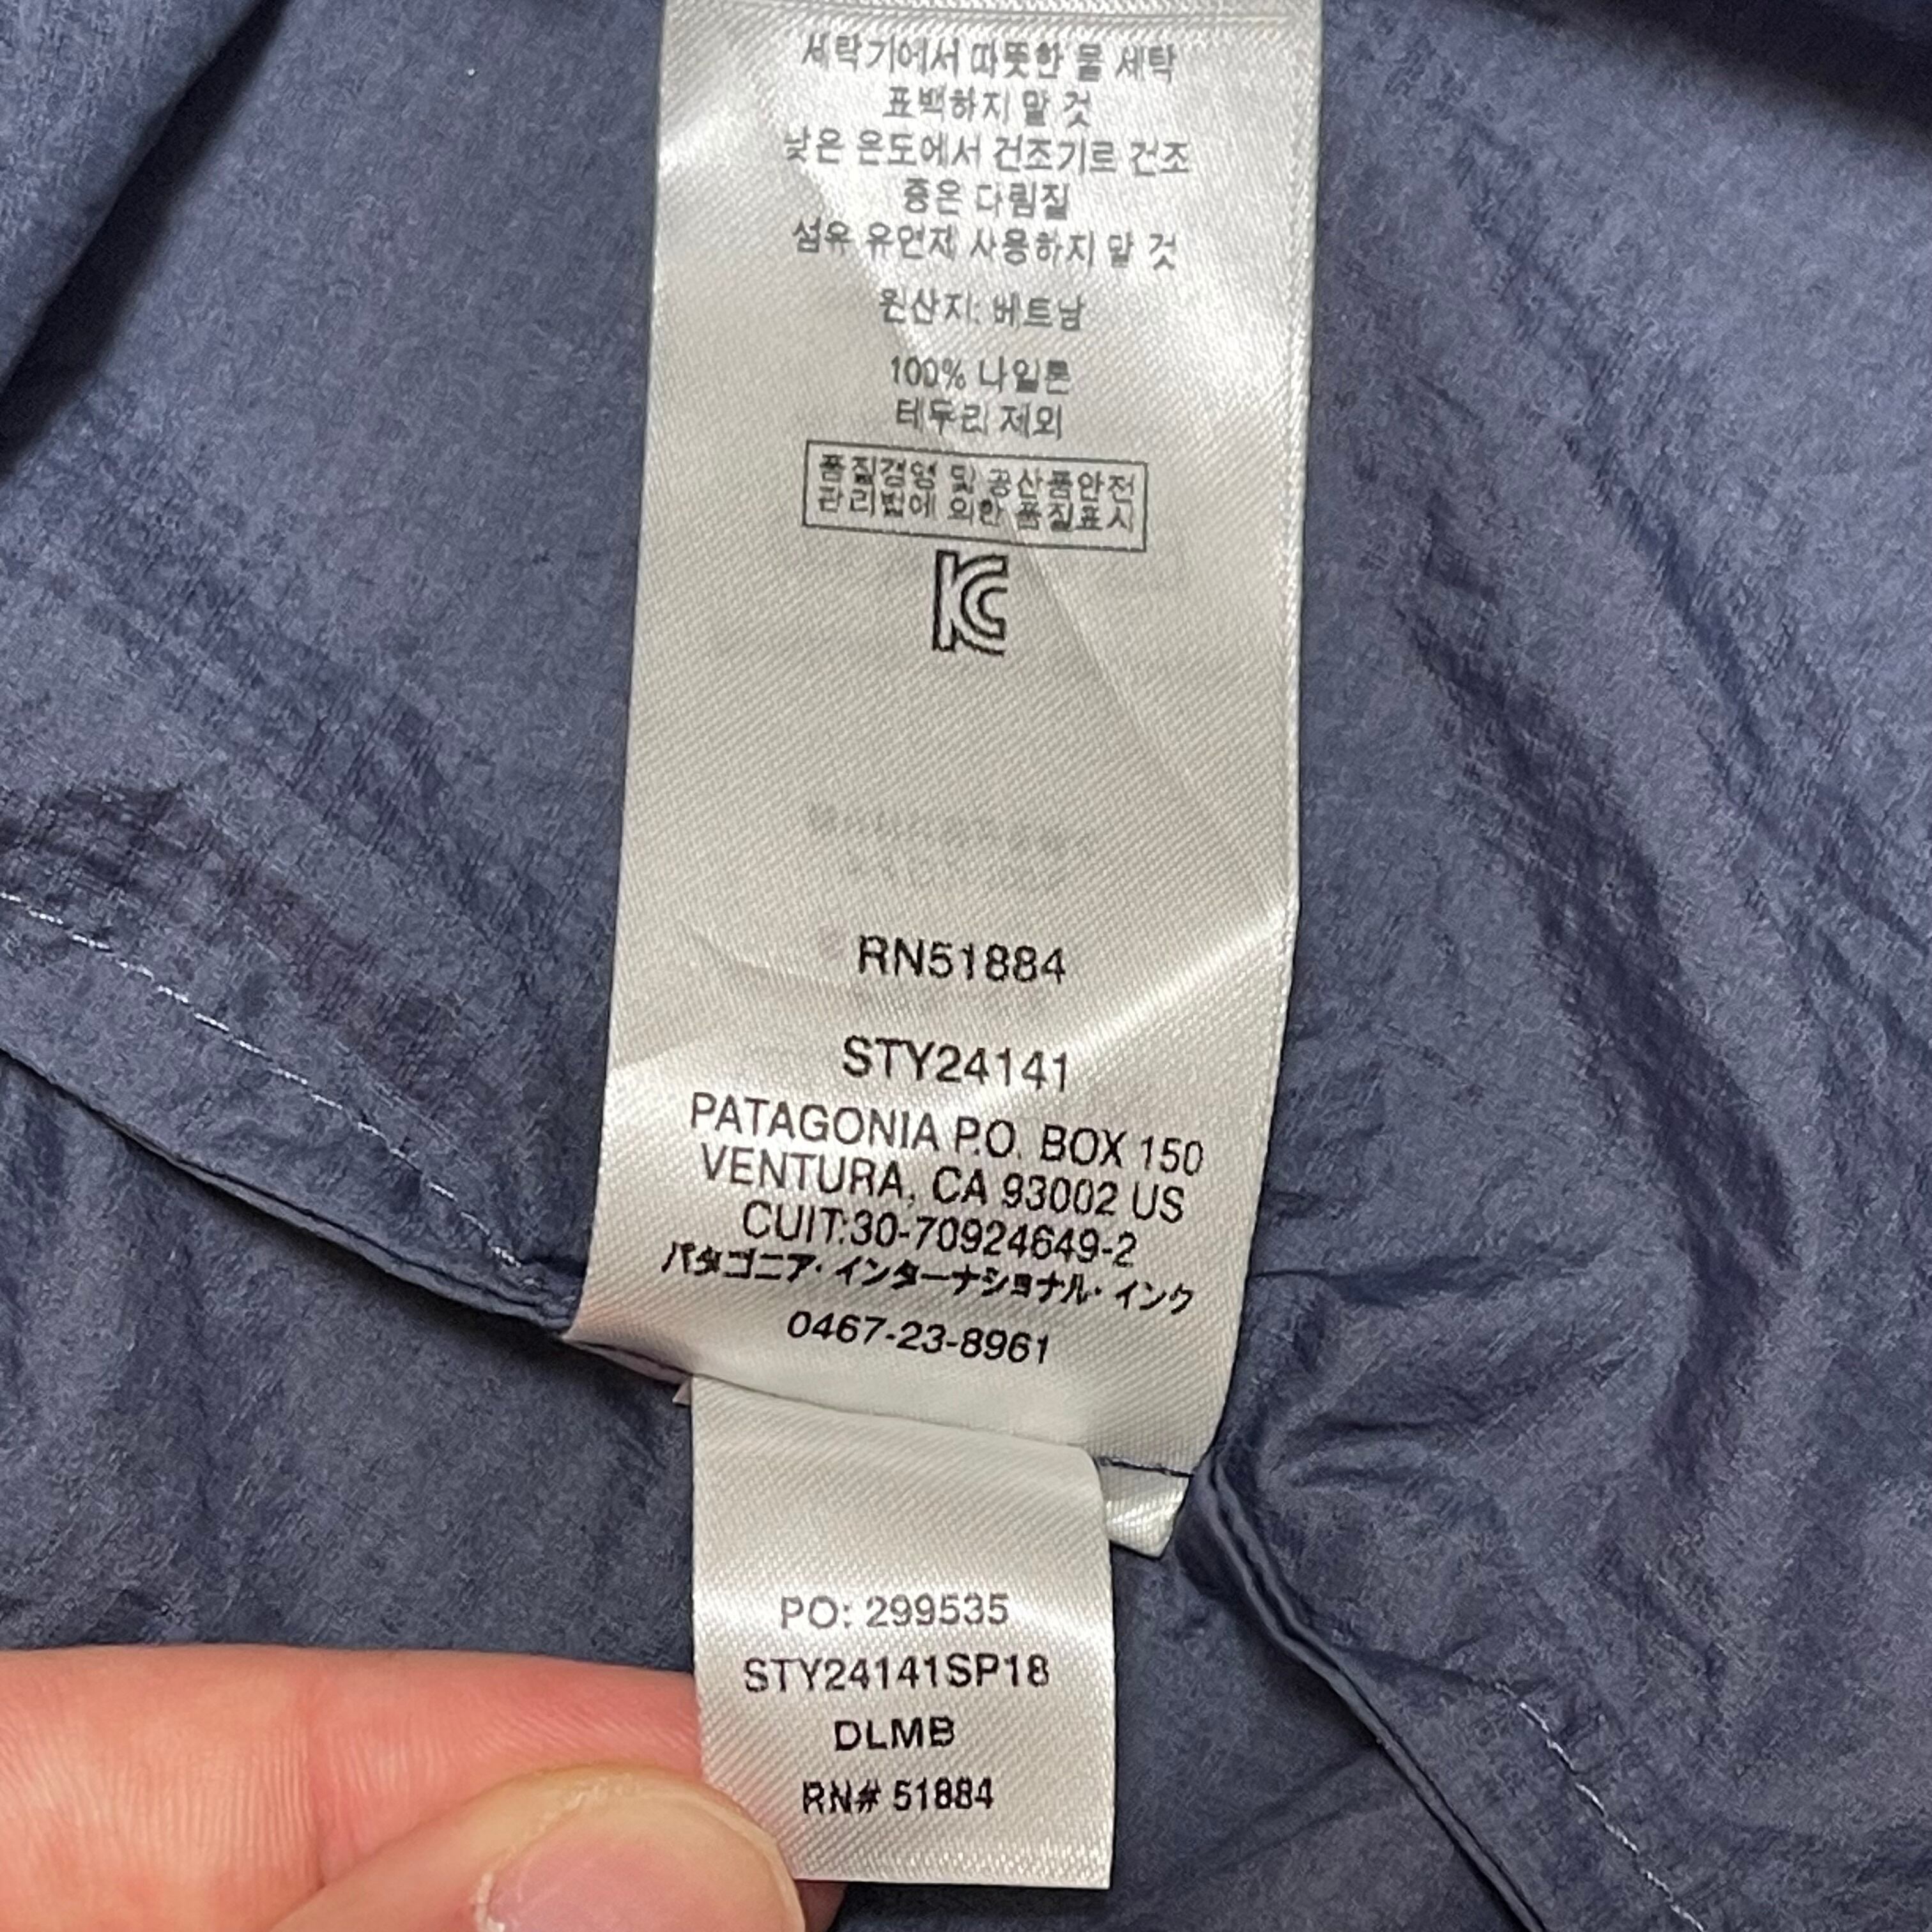 세탁기에서 따뜻한 물 세탁
표백하지 말 것
낮은 온도에서 건조기로 건조
중온 다림질
섬유 유연제 사용하지 말 것
원산지: 베트남
100% 나일론
테두리 제외
품질경영 및 공산품안전
관리법에 의한 품질표시
KC
RN51884
STY24141
PATAGONIA P.O. BOX 150
VENTURA, CA 93002 US
CUIT:30-70924649-2
パタゴニア・インターナショナル・インク
0467-23-8961
PO: 299535
STY24141SP18
DLMB
RN# 51884